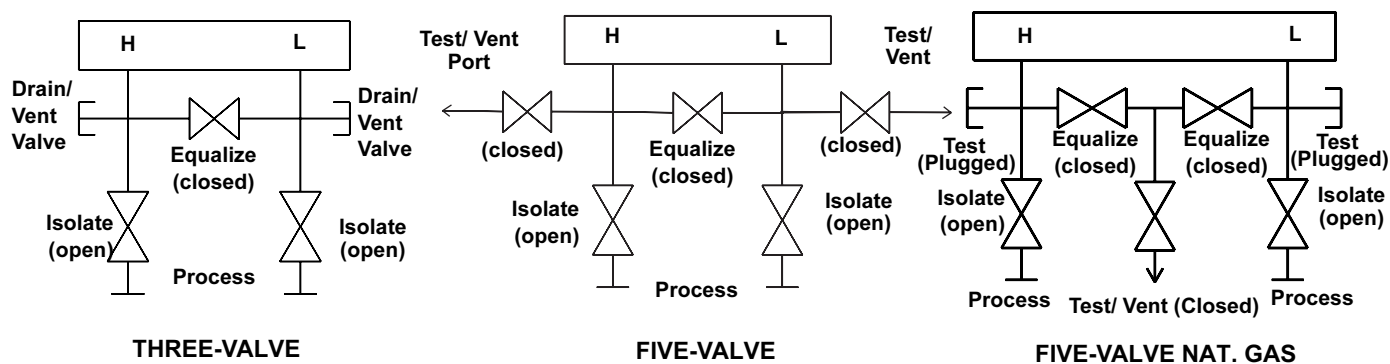 H
L
Drain/
Vent
Valve
Drain/
Vent
Valve
Equalize
(closed)
Isolate
(open)
Isolate
(open)
Process
THREE-VALVE
Test/ Vent
Port
H
L
Test/
Vent
(closed)
Equalize
(closed)
(closed)
Isolate
(open)
Isolate
(open)
Process
FIVE-VALVE
H
L
Test
(Plugged)
Equalize
(closed)
Equalize
(closed)
Test
(Plugged)
Isolate
(open)
Isolate
(open)
Process
Test/ Vent (Closed)
Process
FIVE-VALVE NAT. GAS